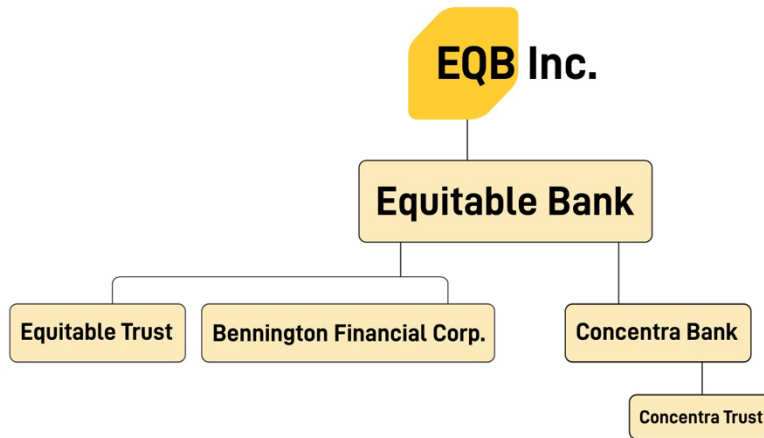 EQB Inc.
Equitable Bank
Equitable Trust
Bennington Financial Corp.
Concentra Bank
Concentra Trust